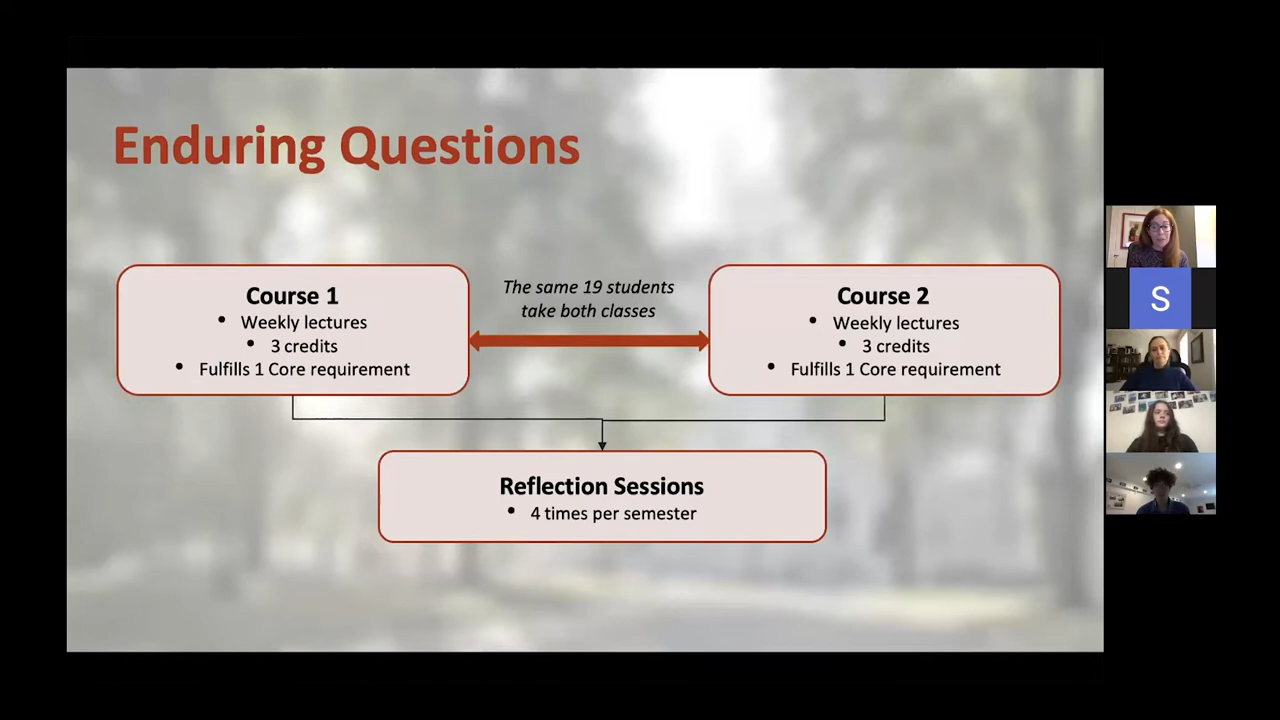 Enduring Questions
Course 1
• Weekly lectures
• 3 credits
• Fulfills 1 Core requirement
The same 19 students
take both classes
Course 2
• Weekly lectures
• 3 credits
• Fulfills 1 Core requirement
Reflection Sessions
• 4 times per semester
S